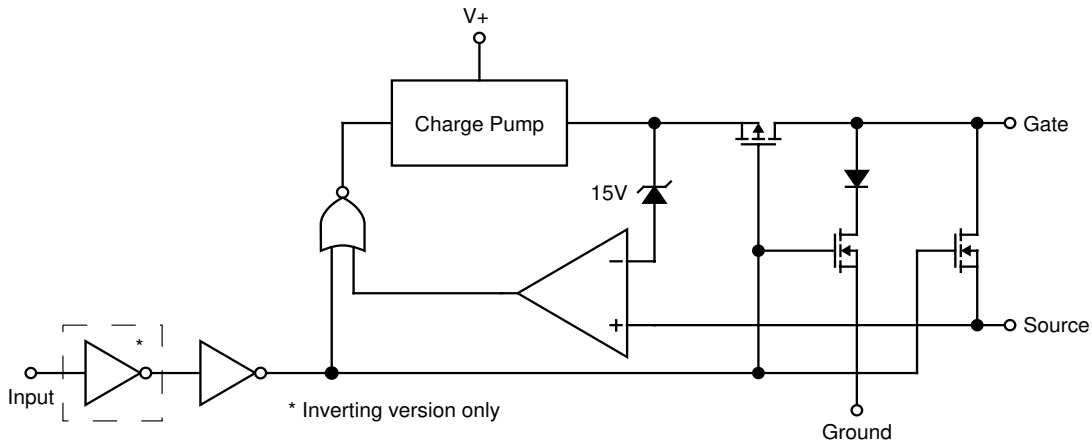 V+
Charge Pump
Gate
15V
−
+
Source
*
Input
* Inverting version only
Ground